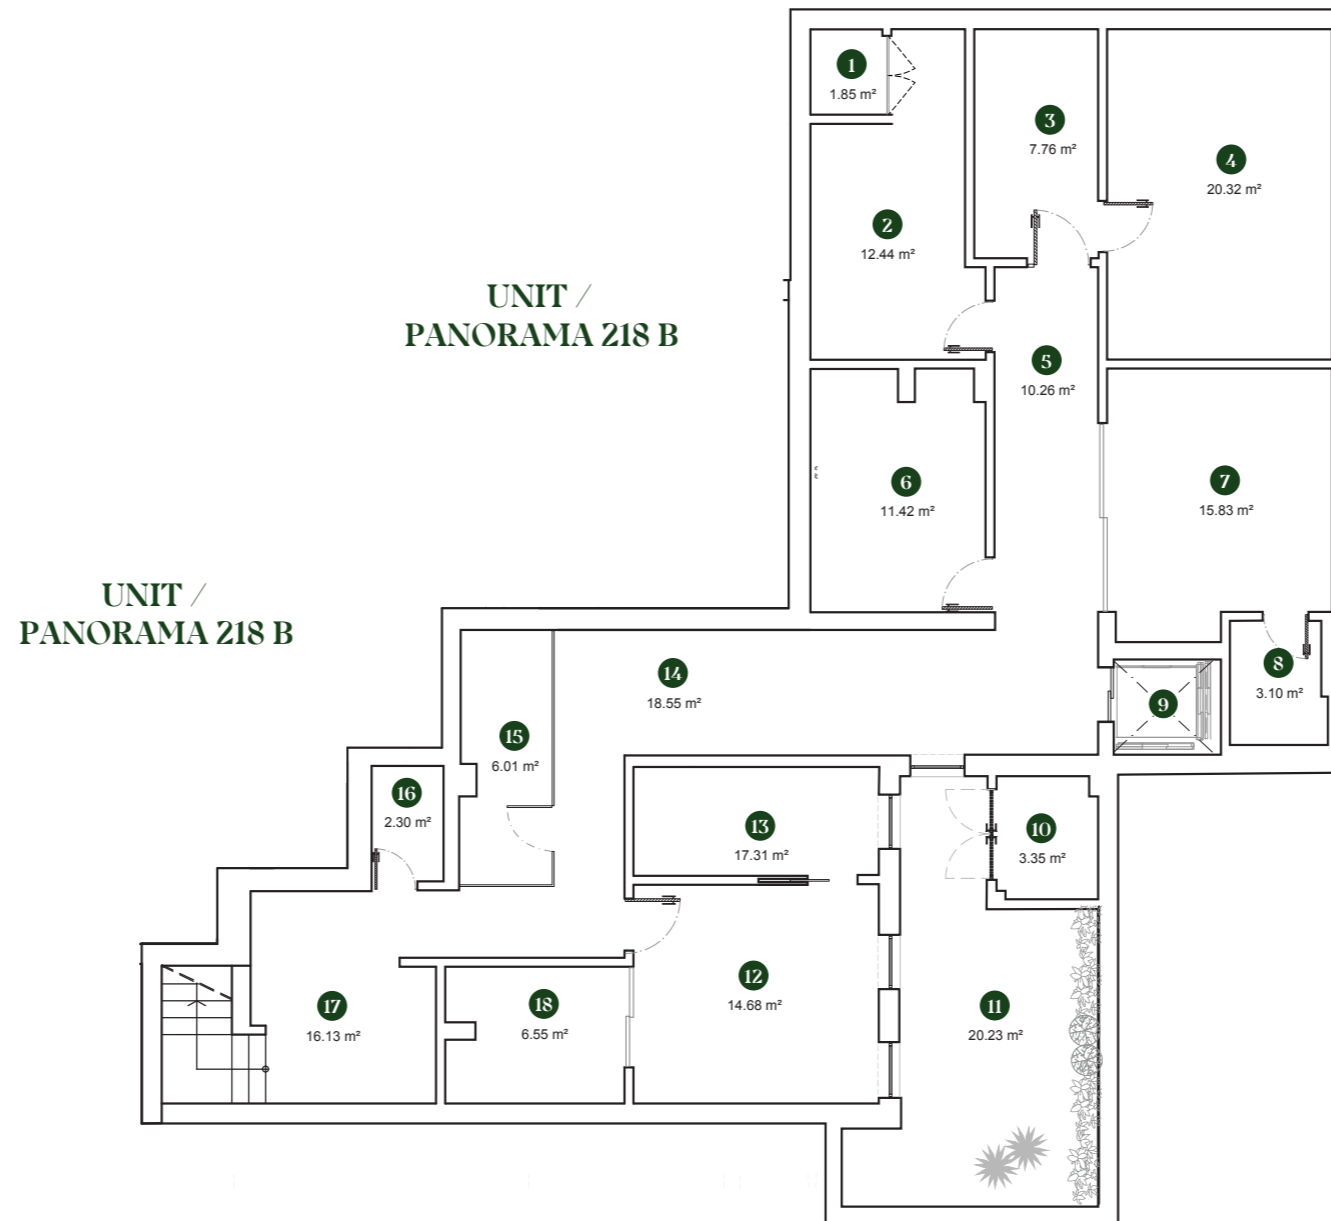 1
1.85 m²
3
7.76 m²
4
20.32 m²
2
12.44 m²
UNIT /
PANORAMA 218 B
5
10.26 m²
6
11.42 m²
7
15.83 m²
UNIT /
PANORAMA 218 B
14
18.55 m²
8
3.10 m²
9
15
6.01 m²
16
2.30 m²
13
17.31 m²
10
3.35 m²
12
14.68 m²
17
16.13 m²
18
6.55 m²
11
20.23 m²